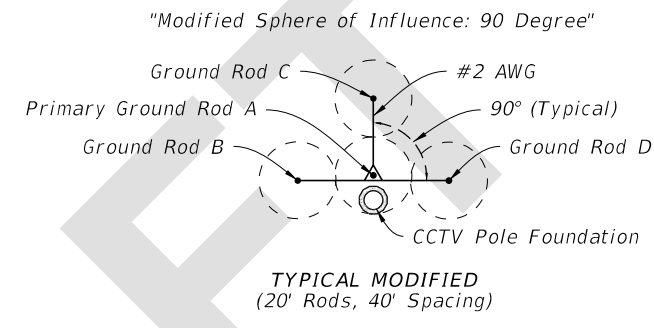 "Modified Sphere of Influence: 90 Degree"
Ground Rod C
#2 AWG
Primary Ground Rod A
90° (Typical)
Ground Rod B
Ground Rod D
CCTV Pole Foundation
TYPICAL MODIFIED
(20' Rods, 40' Spacing)